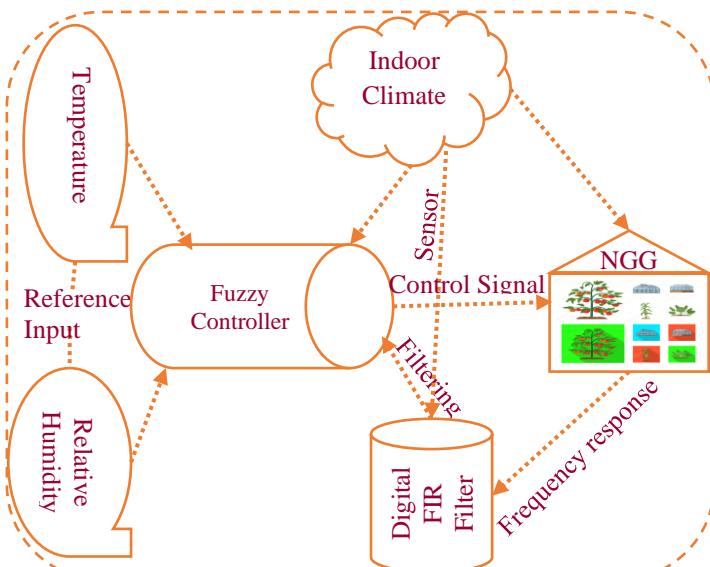 Temperature
Indoor
Climate
Sensor
NGG
Reference
Input
Fuzzy
Controller
Control Signal
Filtering
Relative
Humidity
Digital
FIR
Filter
Frequency response